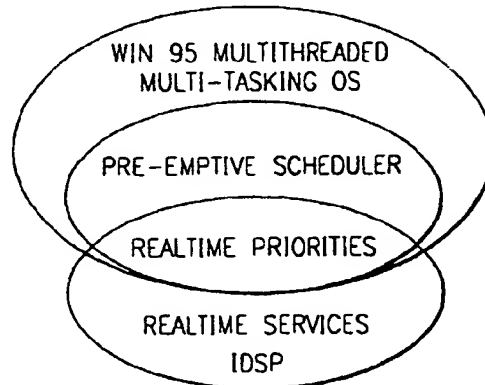 WIN 95 MULTITHREADED
MULTI-TASKING OS
PRE-EMPTIVE SCHEDULER
REALTIME PRIORITIES
REALTIME SERVICES
IDSP